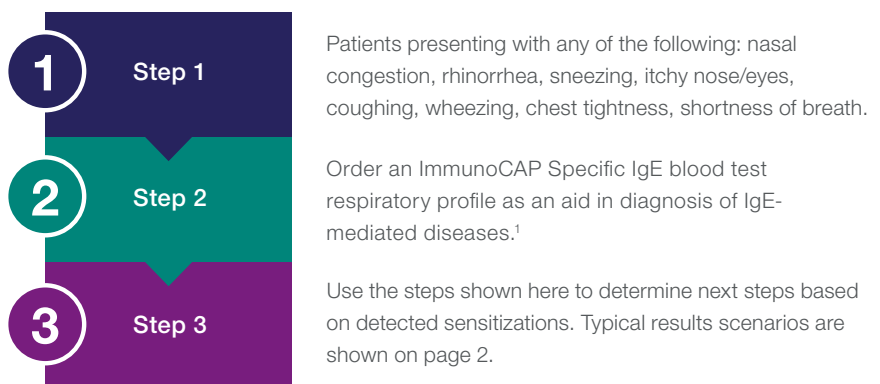 1
Step 1
Patients presenting with any of the following: nasal
congestion, rhinorrhea, sneezing, itchy nose/eyes,
coughing, wheezing, chest tightness, shortness of breath.
2
Step 2
Order an ImmunoCAP Specific IgE blood test
respiratory profile as an aid in diagnosis of IgE-
mediated diseases.¹
3
Step 3
Use the steps shown here to determine next steps based
on detected sensitizations. Typical results scenarios are
shown on page 2.